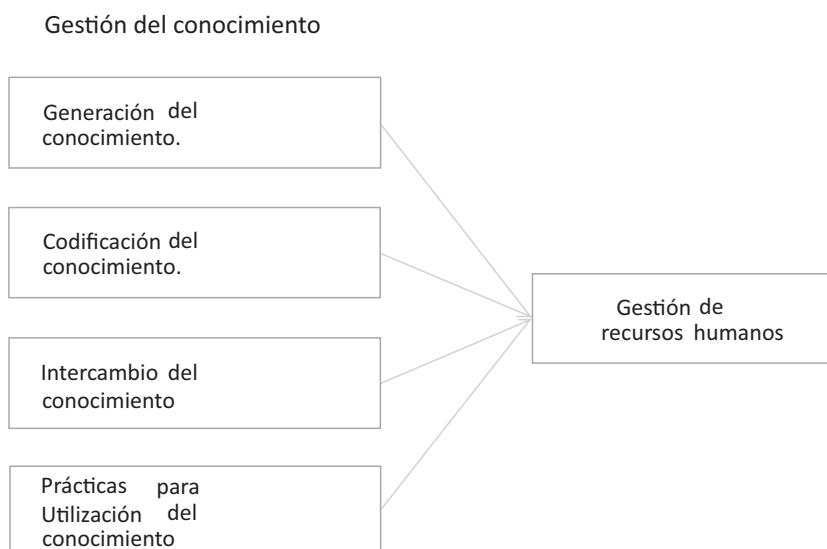 Gestión del conocimiento
Generación del
conocimiento.
Codificación del
conocimiento.
Intercambio del
conocimiento
Prácticas para
Utilización del
conocimiento
Gestión de
recursos humanos